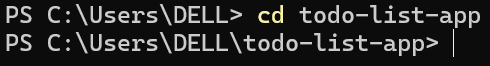 PS C:\Users\DELL> cd todo-list-app
PS C:\Users\DELL\todo-list-app>